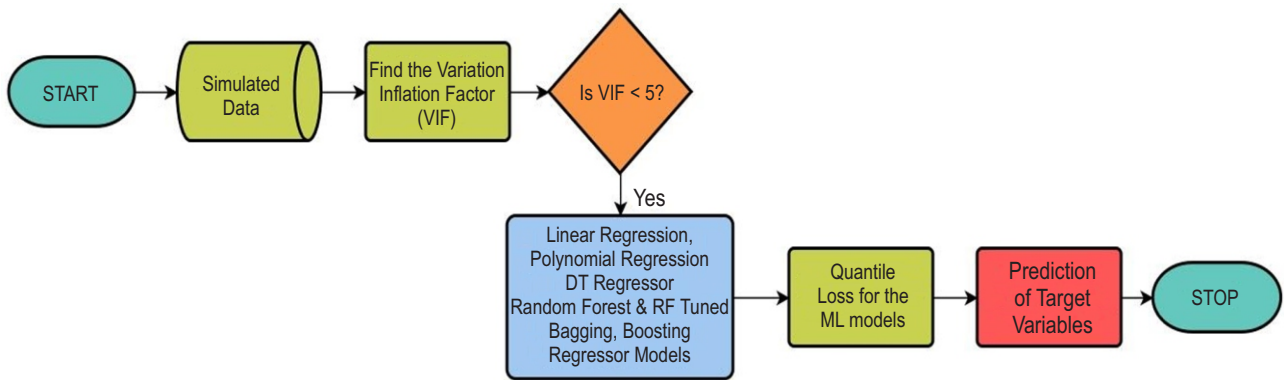 START
Simulated
Data
Find the Variation
Inflation Factor
(VIF)
Is VIF < 5?
Yes
Linear Regression,
Polynomial Regression
DT Regressor
Random Forest & RF Tuned
Bagging, Boosting
Regressor Models
Quantile
Loss for the
ML models
Prediction
of Target
Variables
STOP